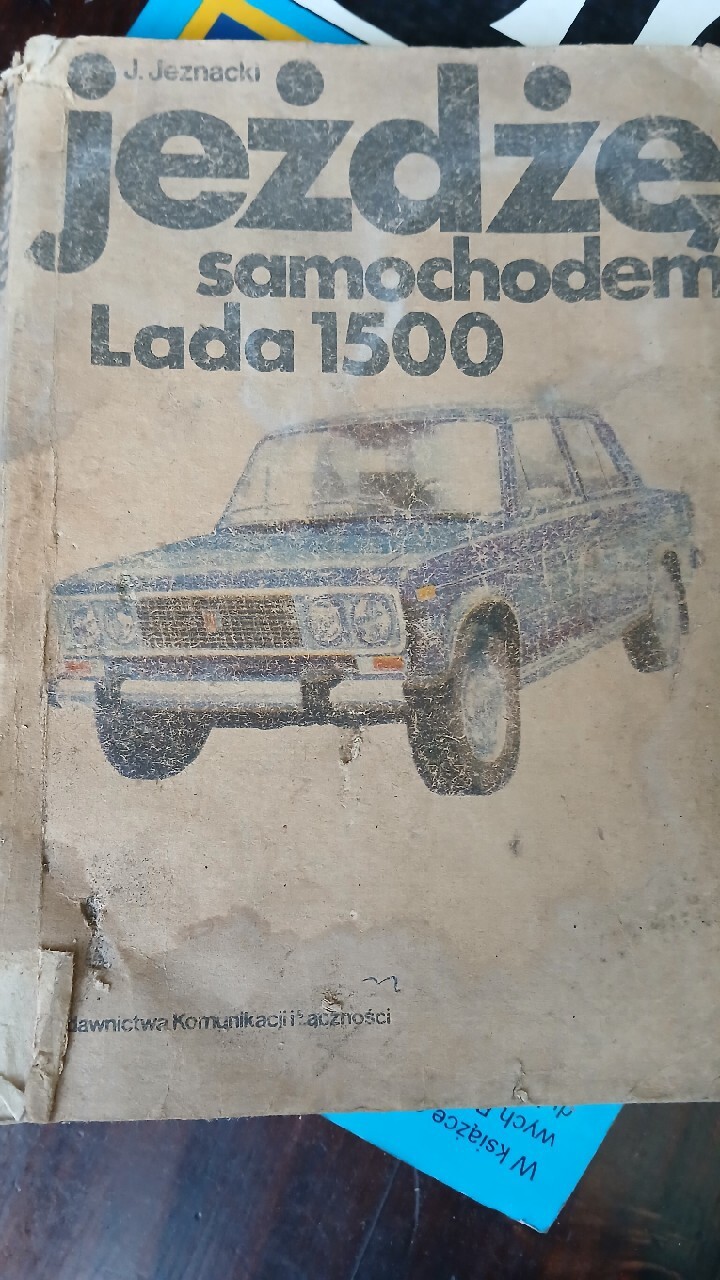 J. Jeznacki
jeżdżę
samochodem
Lada 1500
dawnictwa Komunikacji i Łączności
W książce
wych